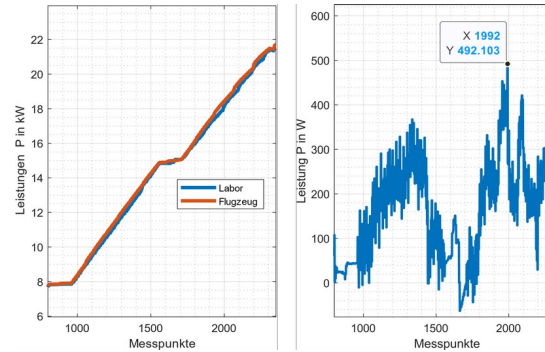 Leistungen P in kW
22
20
18
16
14
12
10
8
6
1000
1500
2000
Messpunkte
Labor
Flugzeug
Leistung P in W
600
500
400
300
200
100
0
1000
1500
2000
Messpunkte
X 1992
Y 492.103